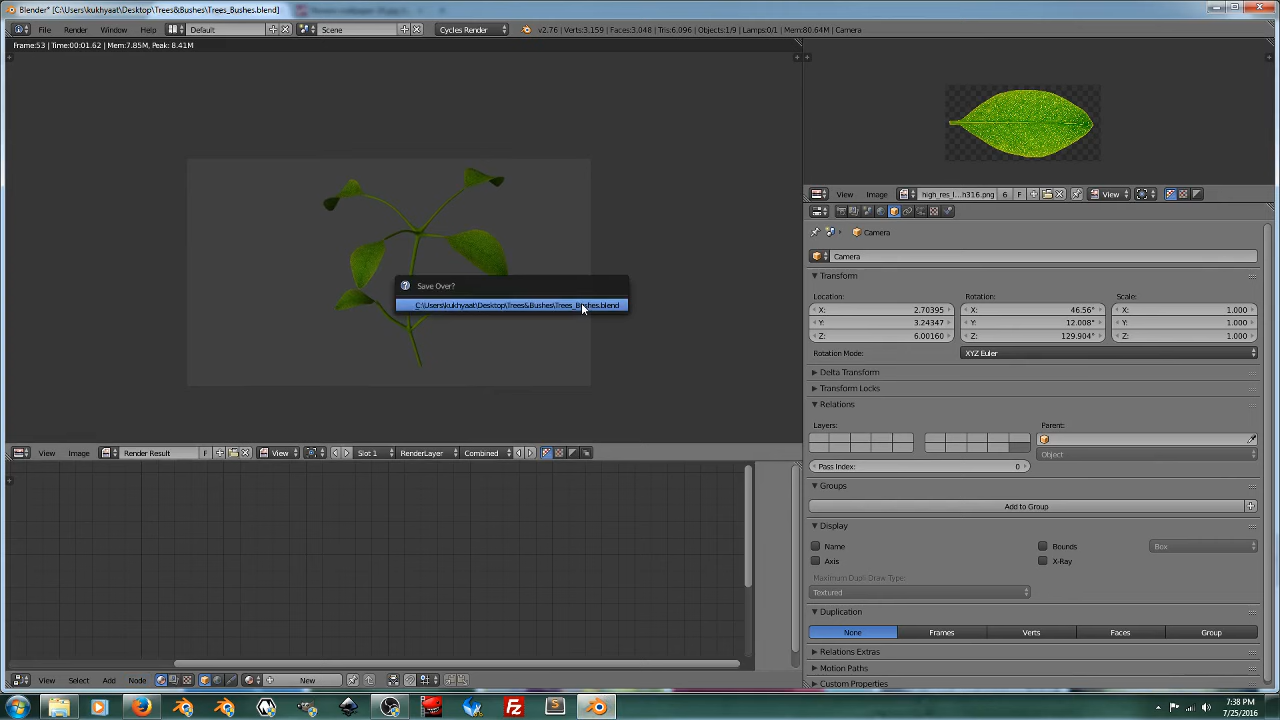 Blender* [C:\Users\kukhyaat\Desktop\Trees&Bushes\Trees_Bushes.blend]
File Render Window Help Default Scene Cycles Render v2.76 | Verts:3,159 | Faces:3,048 | Tris:6,096 | Objects:1/9 | Lamps:0/1 | Mem:80.64M | Camera
Frame:53 | Time:00:01.62 | Mem:7.85M, Peak: 8.41M
Save Over?
C:\Users\kukhyaat\Desktop\Trees&Bushes\Trees_Bushes.blend
View Image Render Result F View Slot 1 RenderLayer Combined
View Select Add Node New
View Image high_res_l...h316.png 6 F View
Camera
Camera
Transform
Location: Rotation: Scale:
X: 2.70395 X: 46.56° X: 1.000
Y: 3.24347 Y: 12.008° Y: 1.000
Z: 6.00160 Z: 129.904° Z: 1.000
Rotation Mode: XYZ Euler
Delta Transform
Transform Locks
Relations
Layers: Parent:
Object
Pass Index: 0
Groups
Add to Group
Display
Name Bounds Box
Axis X-Ray
Maximum Dupli Draw Type:
Textured
Duplication
None Frames Verts Faces Group
Relations Extras
Motion Paths
Custom Properties
7:38 PM
7/25/2016